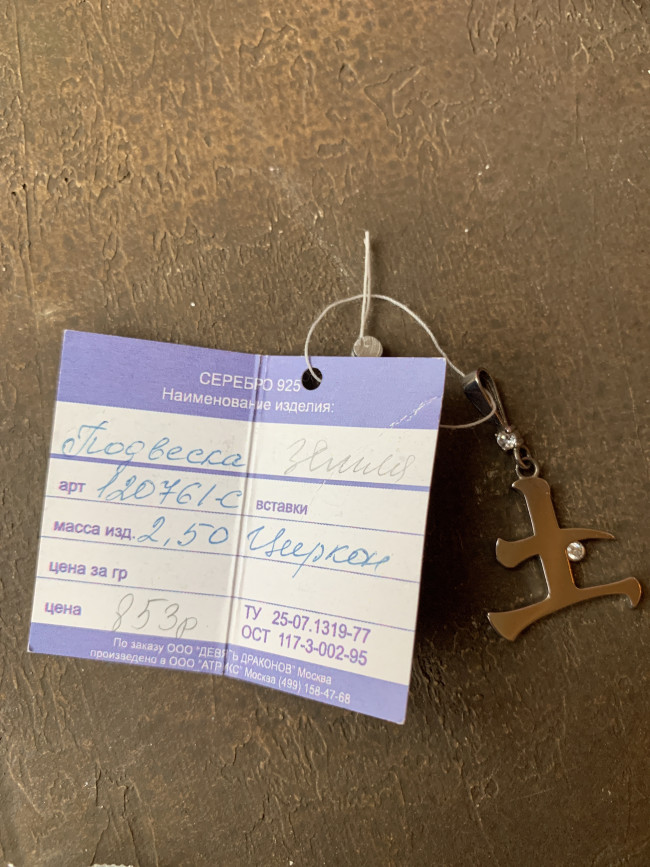 СЕРЕБРО 925
Наименование изделия:
Подвеска земля
арт 120761-С вставки
масса изд. 2,50 Циркон
цена за гр
цена 853р
ТУ 25-07.1319-77
ОСТ 117-3-002-95
По заказу ООО "ДЕВЯТЬ ДРАКОНОВ" Москва
произведено в ООО "АТРИКС" Москва (499) 158-47-68
土